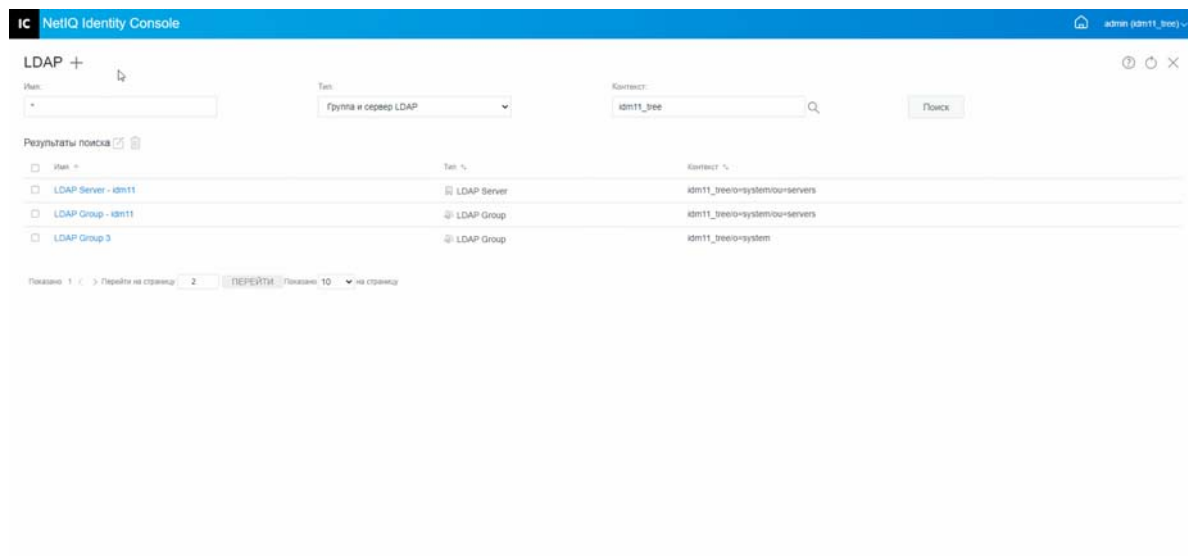 IC NetIQ Identity Console admin (idm11_tree)
LDAP +
Имя: Тип: Контекст:
* Группа и сервер LDAP idm11_tree Поиск
Результаты поиска
Имя Тип Контекст
LDAP Server - idm11 LDAP Server idm11_tree/o=system/ou=servers
LDAP Group - idm11 LDAP Group idm11_tree/o=system/ou=servers
LDAP Group 3 LDAP Group idm11_tree/o=system
Показано 1 < > Перейти на страницу 2 ПЕРЕЙТИ Показано 10 на страницу